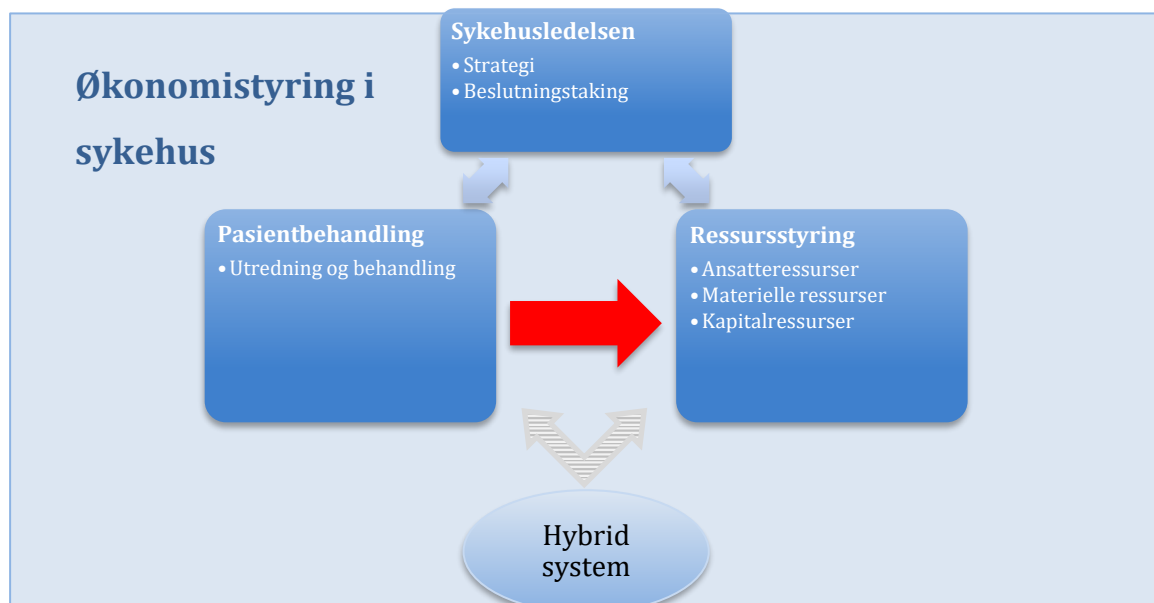 Økonomistyring i
sykehus
Sykehusledelsen
• Strategi
• Beslutningstaking
Pasientbehandling
• Utredning og behandling
Ressursstyring
• Ansatteressurser
• Materielle ressurser
• Kapitalressurser
Hybrid
system